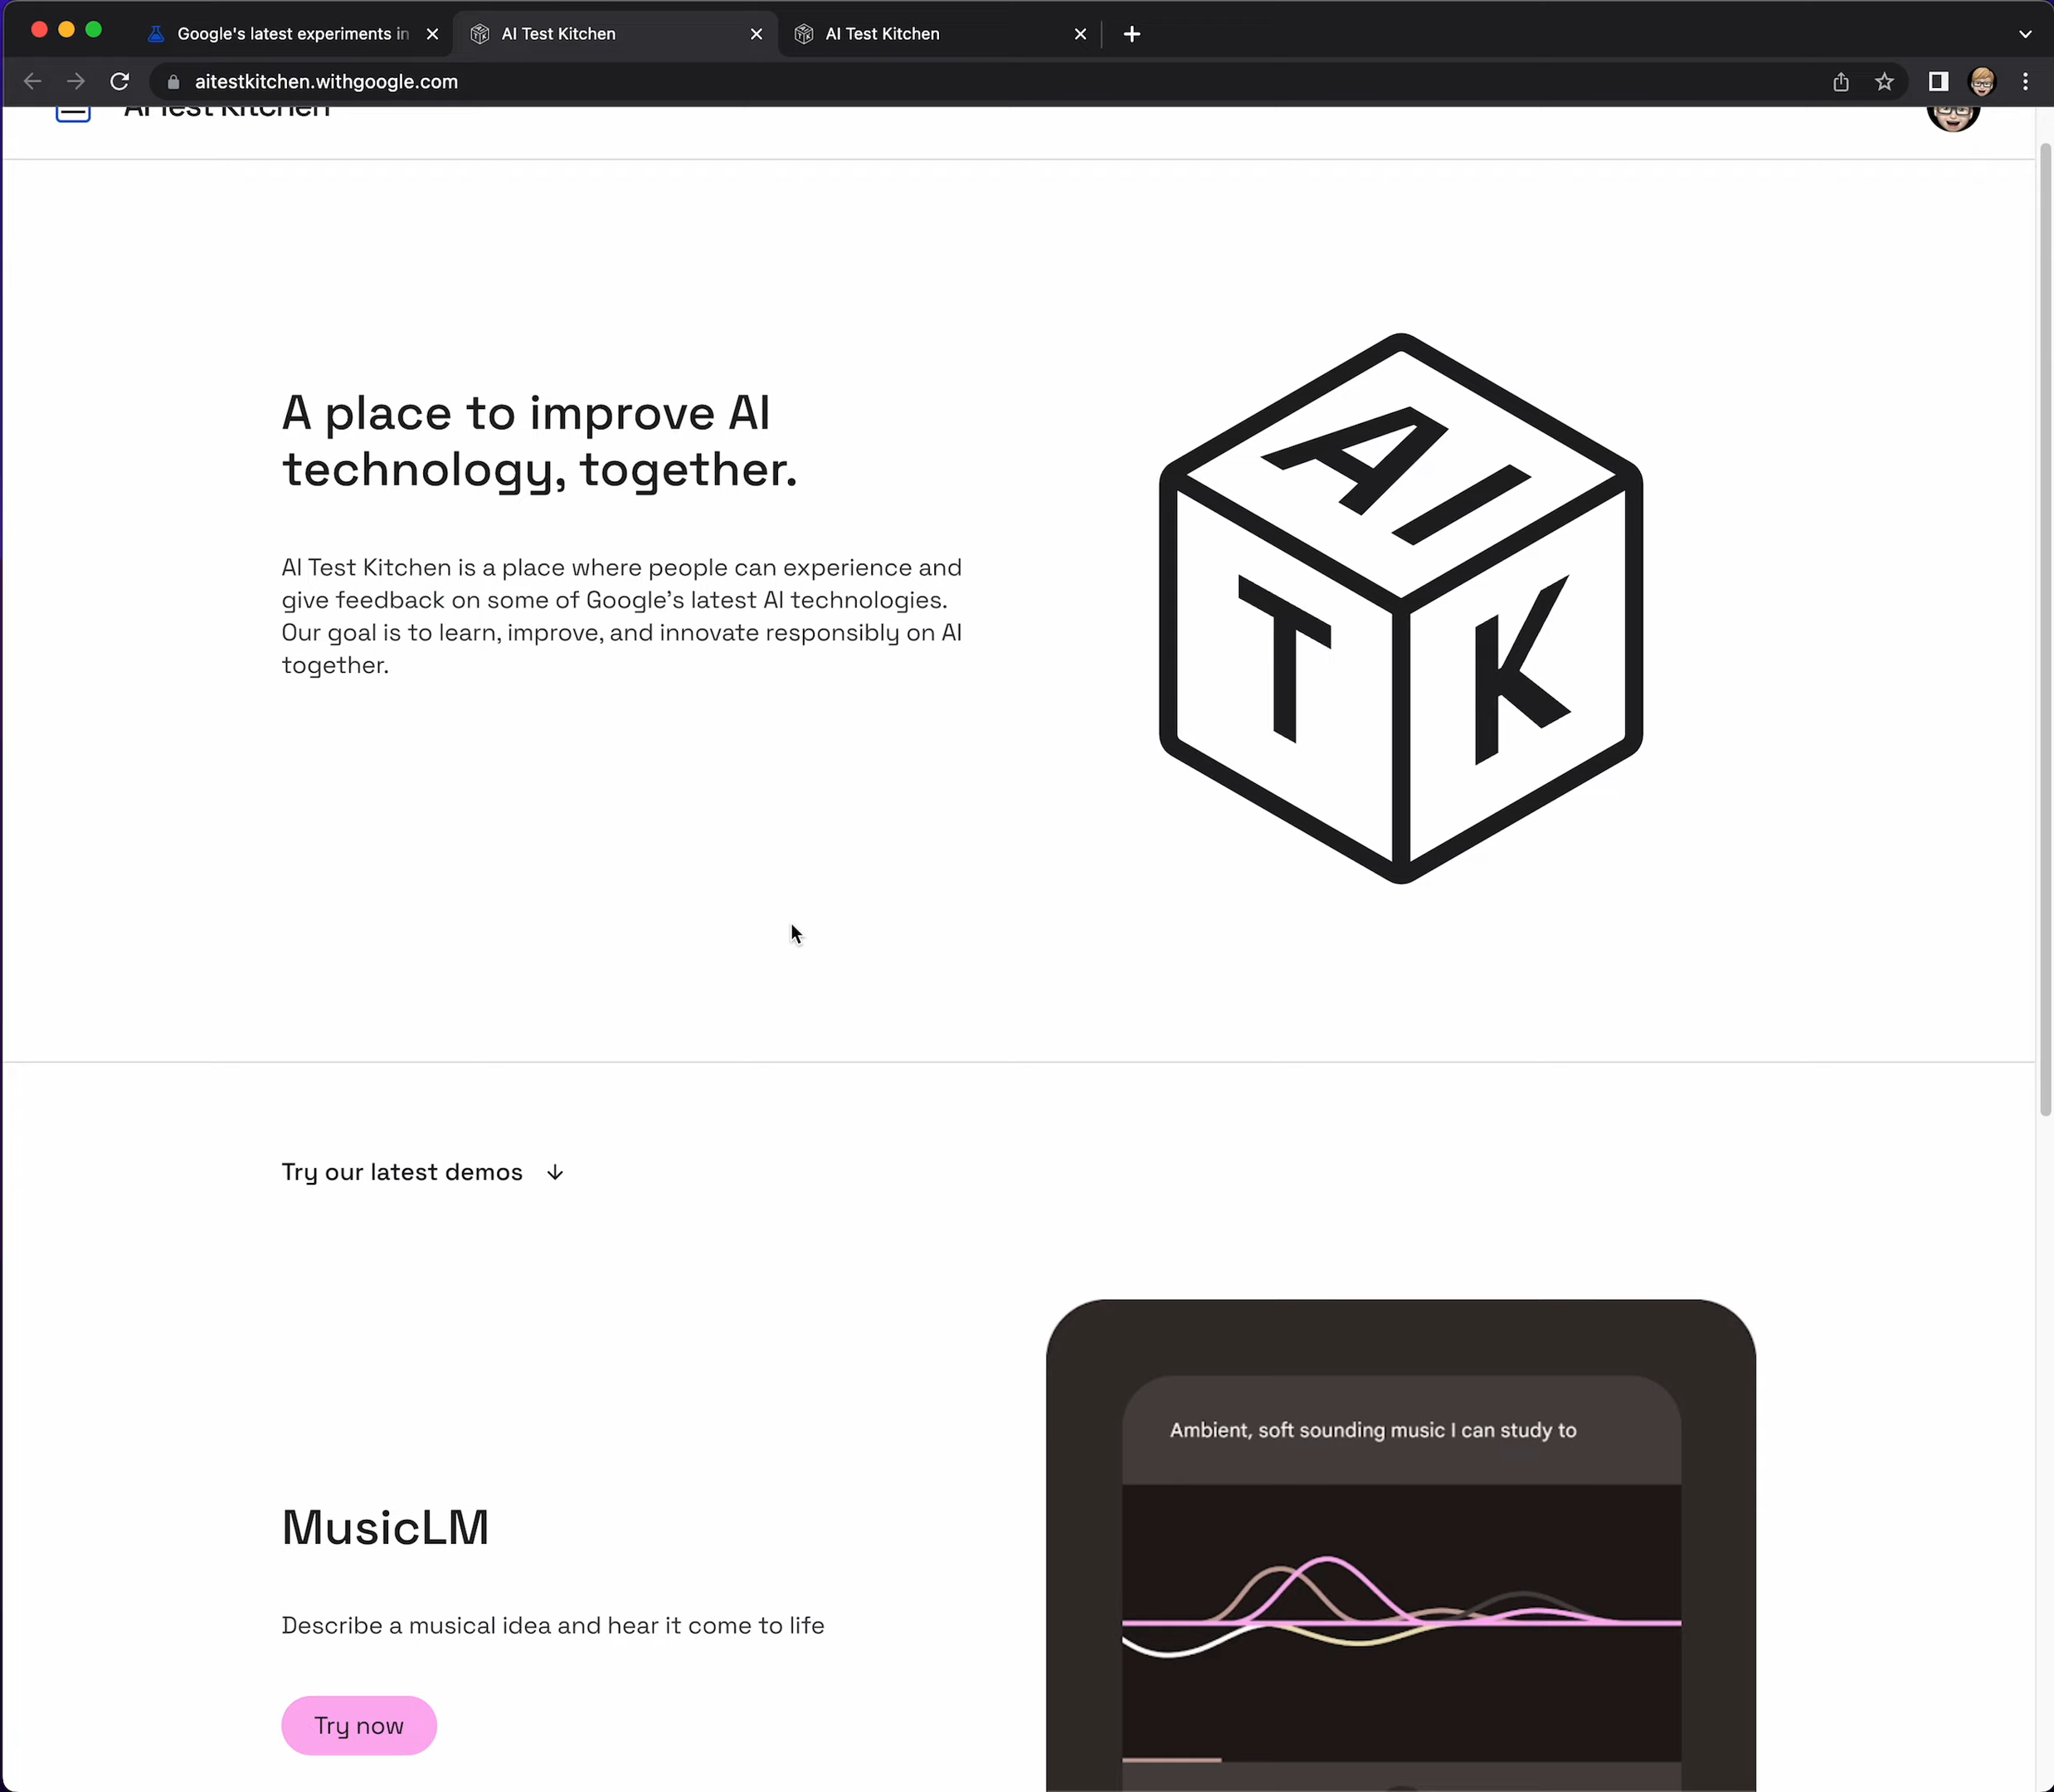 Google's latest experiments in
AI Test Kitchen
AI Test Kitchen
aitestkitchen.withgoogle.com
AI Test Kitchen
A place to improve AI
technology, together.
AI Test Kitchen is a place where people can experience and
give feedback on some of Google's latest AI technologies.
Our goal is to learn, improve, and innovate responsibly on AI
together.
AI
T K
Try our latest demos
Ambient, soft sounding music I can study to
MusicLM
Describe a musical idea and hear it come to life
Try now